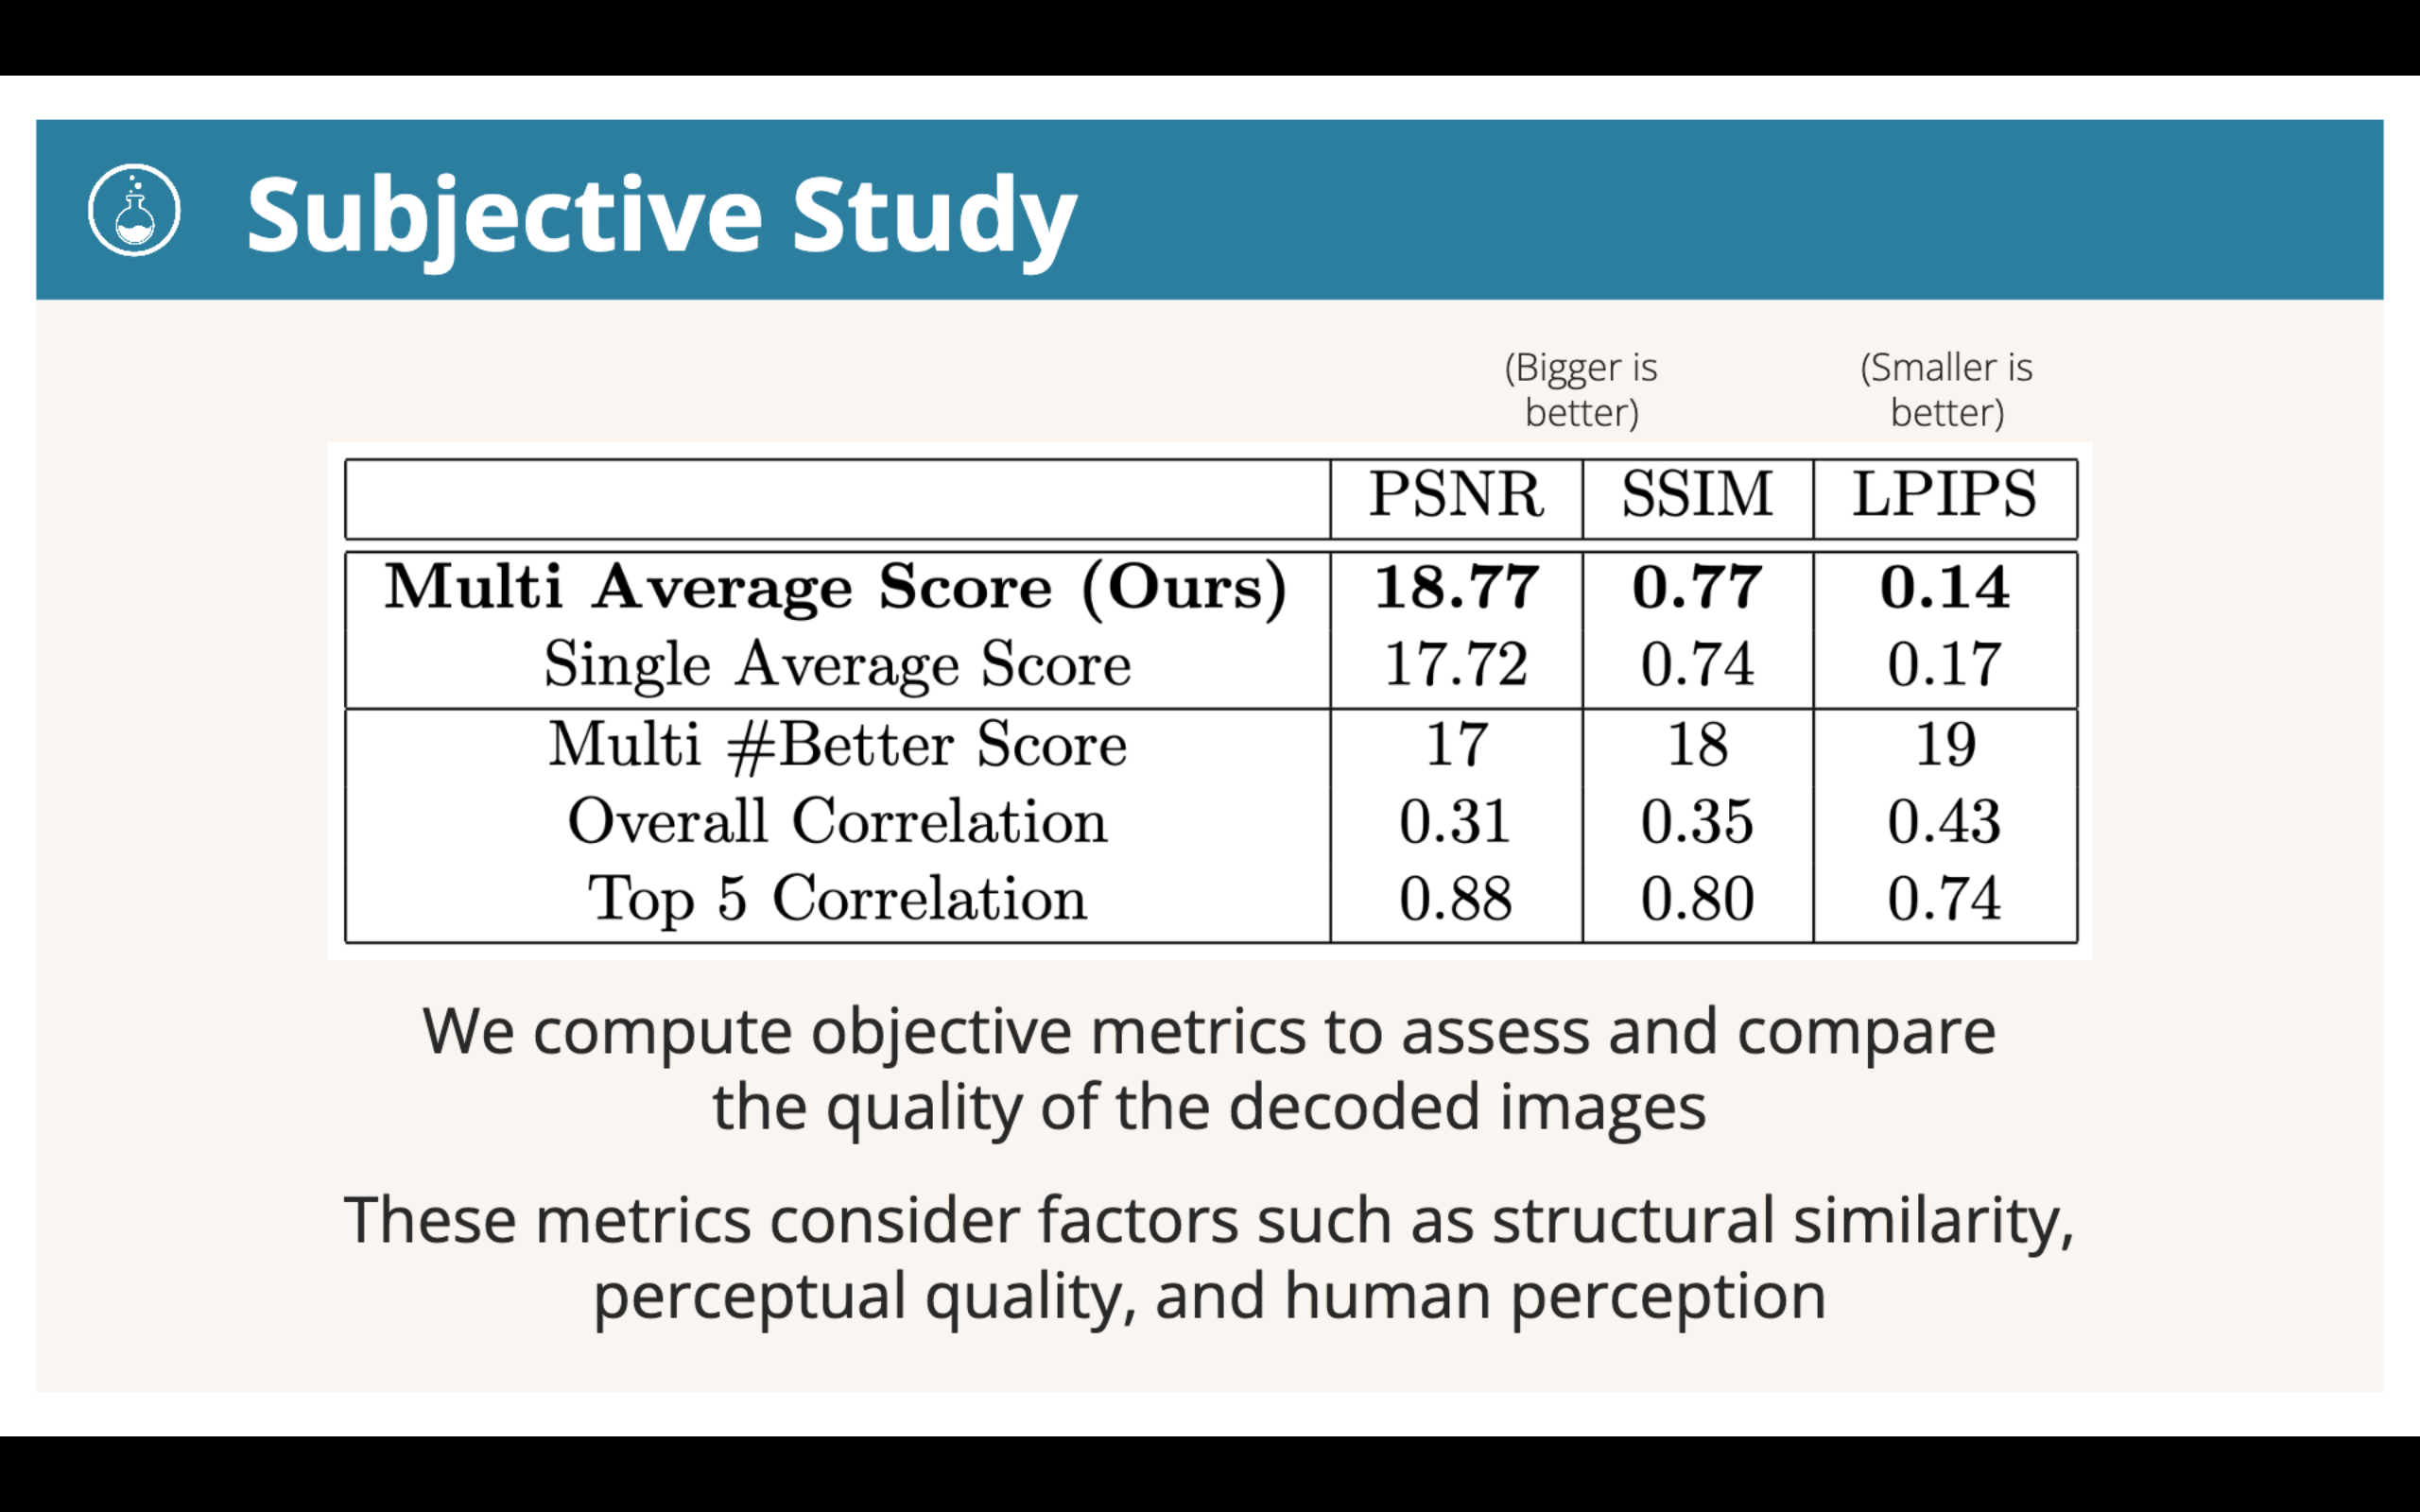 Subjective Study
(Bigger is
better)
(Smaller is
better)
PSNR SSIM LPIPS
Multi Average Score (Ours) 18.77 0.77 0.14
Single Average Score 17.72 0.74 0.17
Multi #Better Score 17 18 19
Overall Correlation 0.31 0.35 0.43
Top 5 Correlation 0.88 0.80 0.74
We compute objective metrics to assess and compare
the quality of the decoded images
These metrics consider factors such as structural similarity,
perceptual quality, and human perception